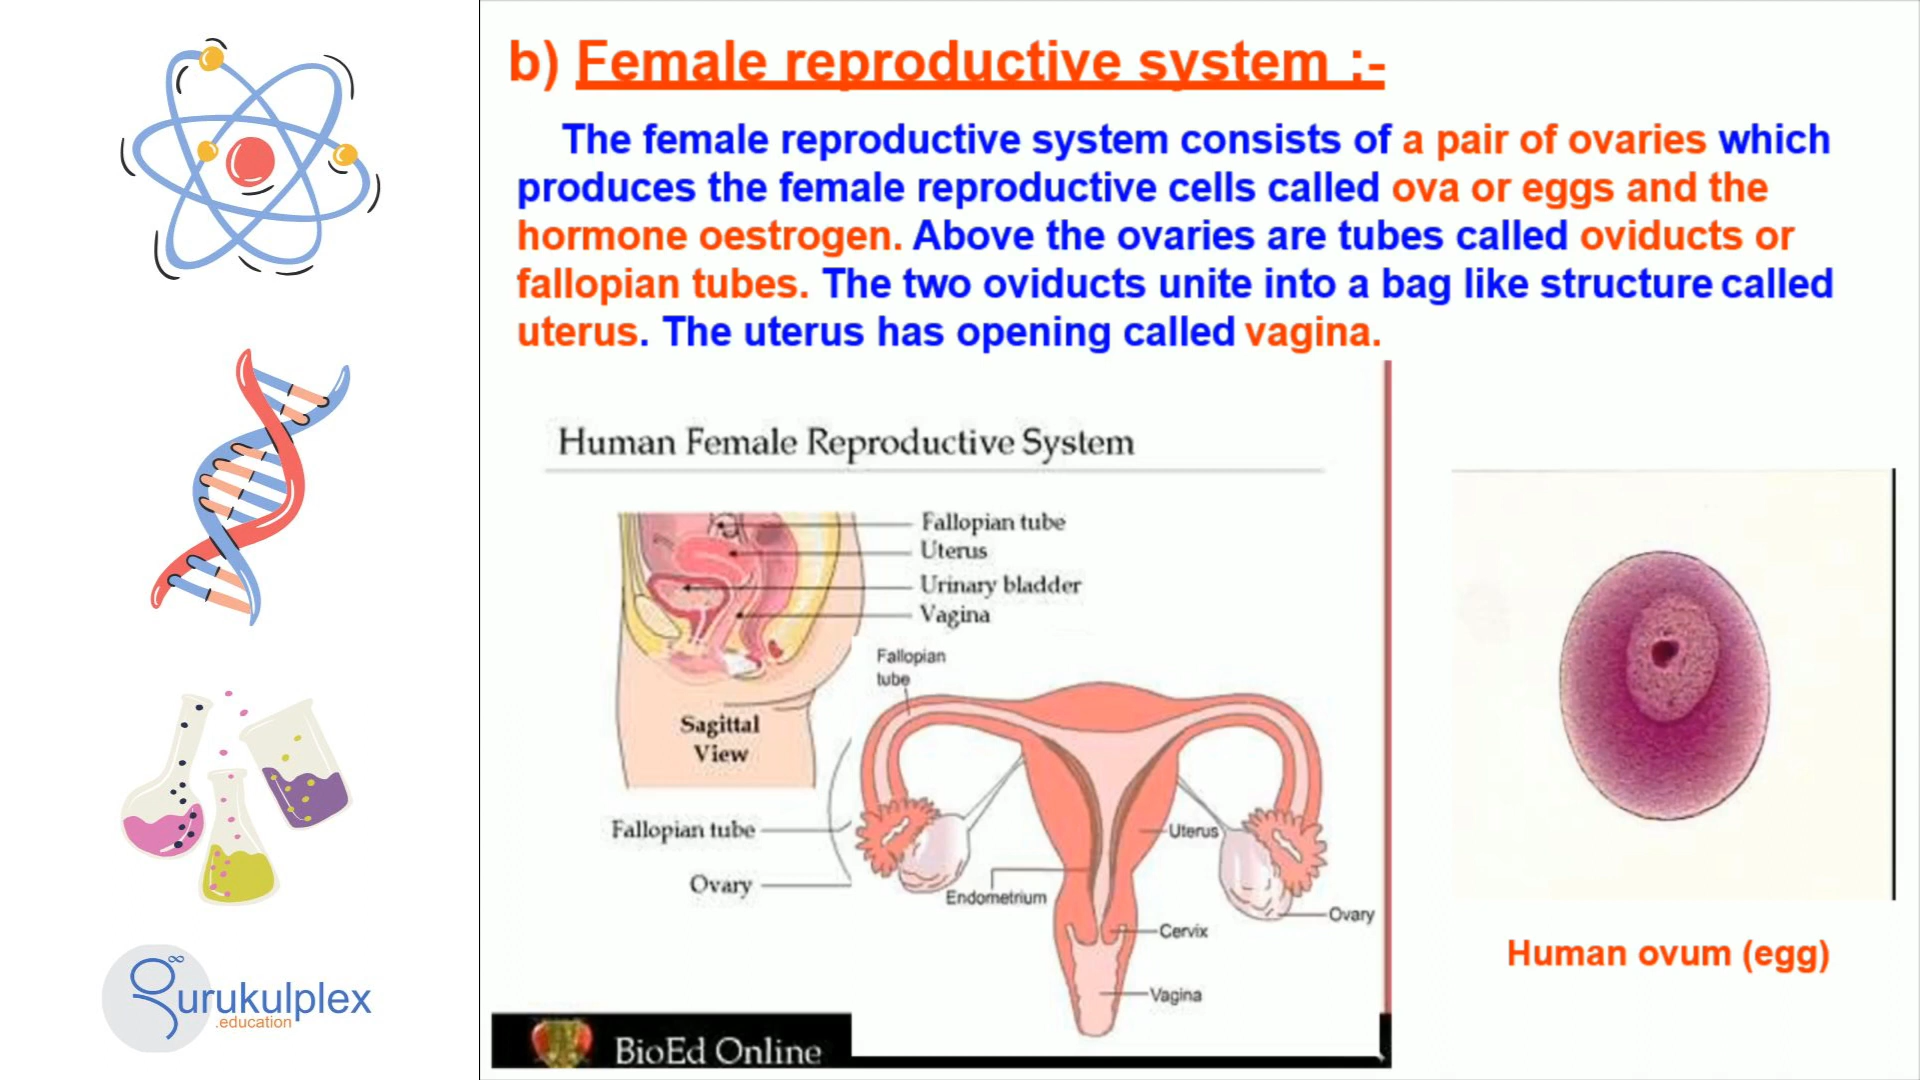 b) Female reproductive system :-
The female reproductive system consists of a pair of ovaries which
produces the female reproductive cells called ova or eggs and the
hormone oestrogen. Above the ovaries are tubes called oviducts or
fallopian tubes. The two oviducts unite into a bag like structure called
uterus. The uterus has opening called vagina.
Human Female Reproductive System
Fallopian tube
Uterus
Urinary bladder
Vagina
Sagittal
View
Fallopian
tube
Fallopian tube
Ovary
Endometrium
Uterus
Ovary
Cervix
Vagina
BioEd Online
Human ovum (egg)
gurukulplex
.education